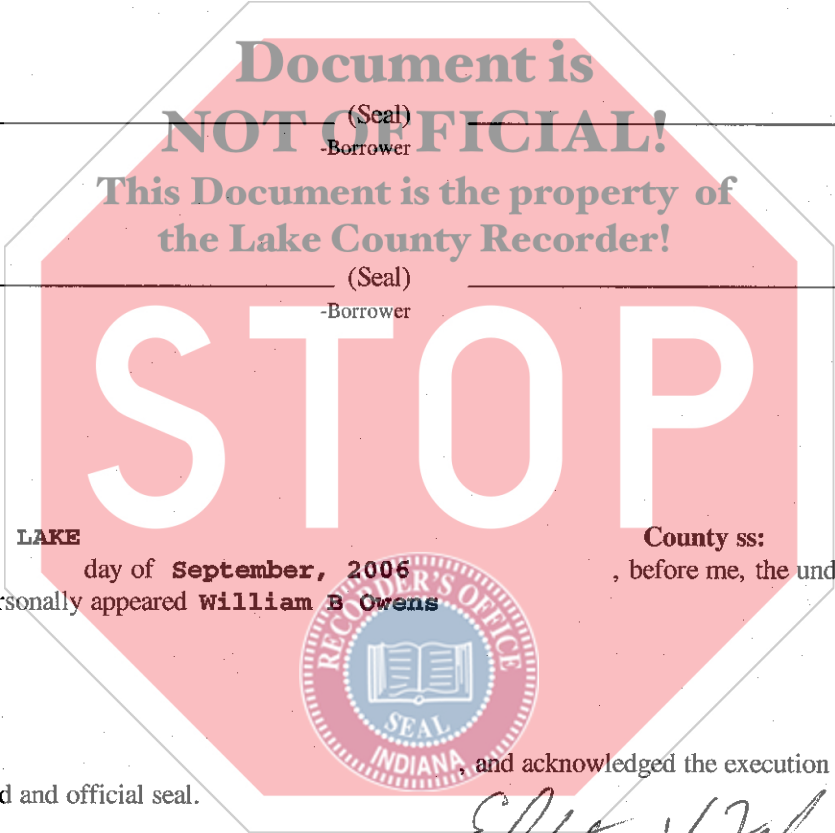 Document is
(Seal)
NOT OFFICIAL!
-Borrower
This Document is the property of
the Lake County Recorder!
(Seal)
-Borrower
STOP
LAKE County ss:
day of September, 2006 , before me, the und
rsonally appeared William B Owens
RECORDER'S OFFICE
SEAL
INDIANA
, and acknowledged the execution
d and official seal.